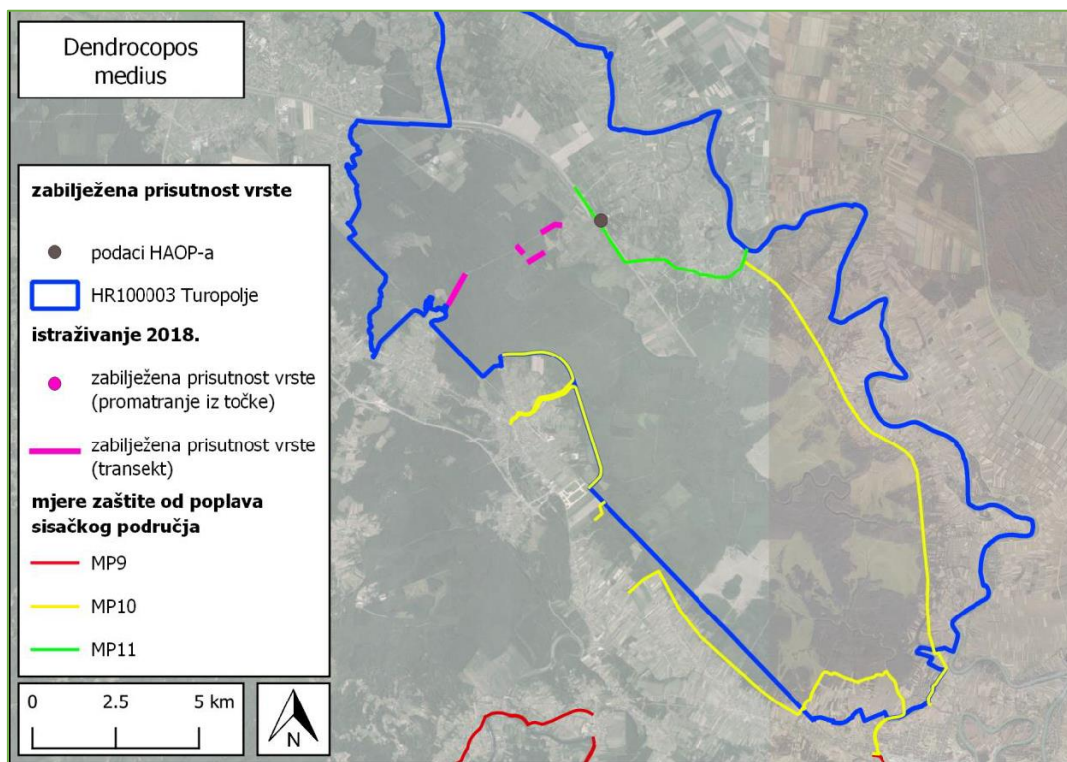 Dendrocopos
medius
zabilježena prisutnost vrste
podaci HAOP-a
HR100003 Turopolje
istraživanje 2018.
zabilježena prisutnost vrste
(promatranje iz točke)
zabilježena prisutnost vrste
(transekt)
mjere zaštite od poplava
sisačkog područja
MP9
MP10
MP11
0 2.5 5 km
N